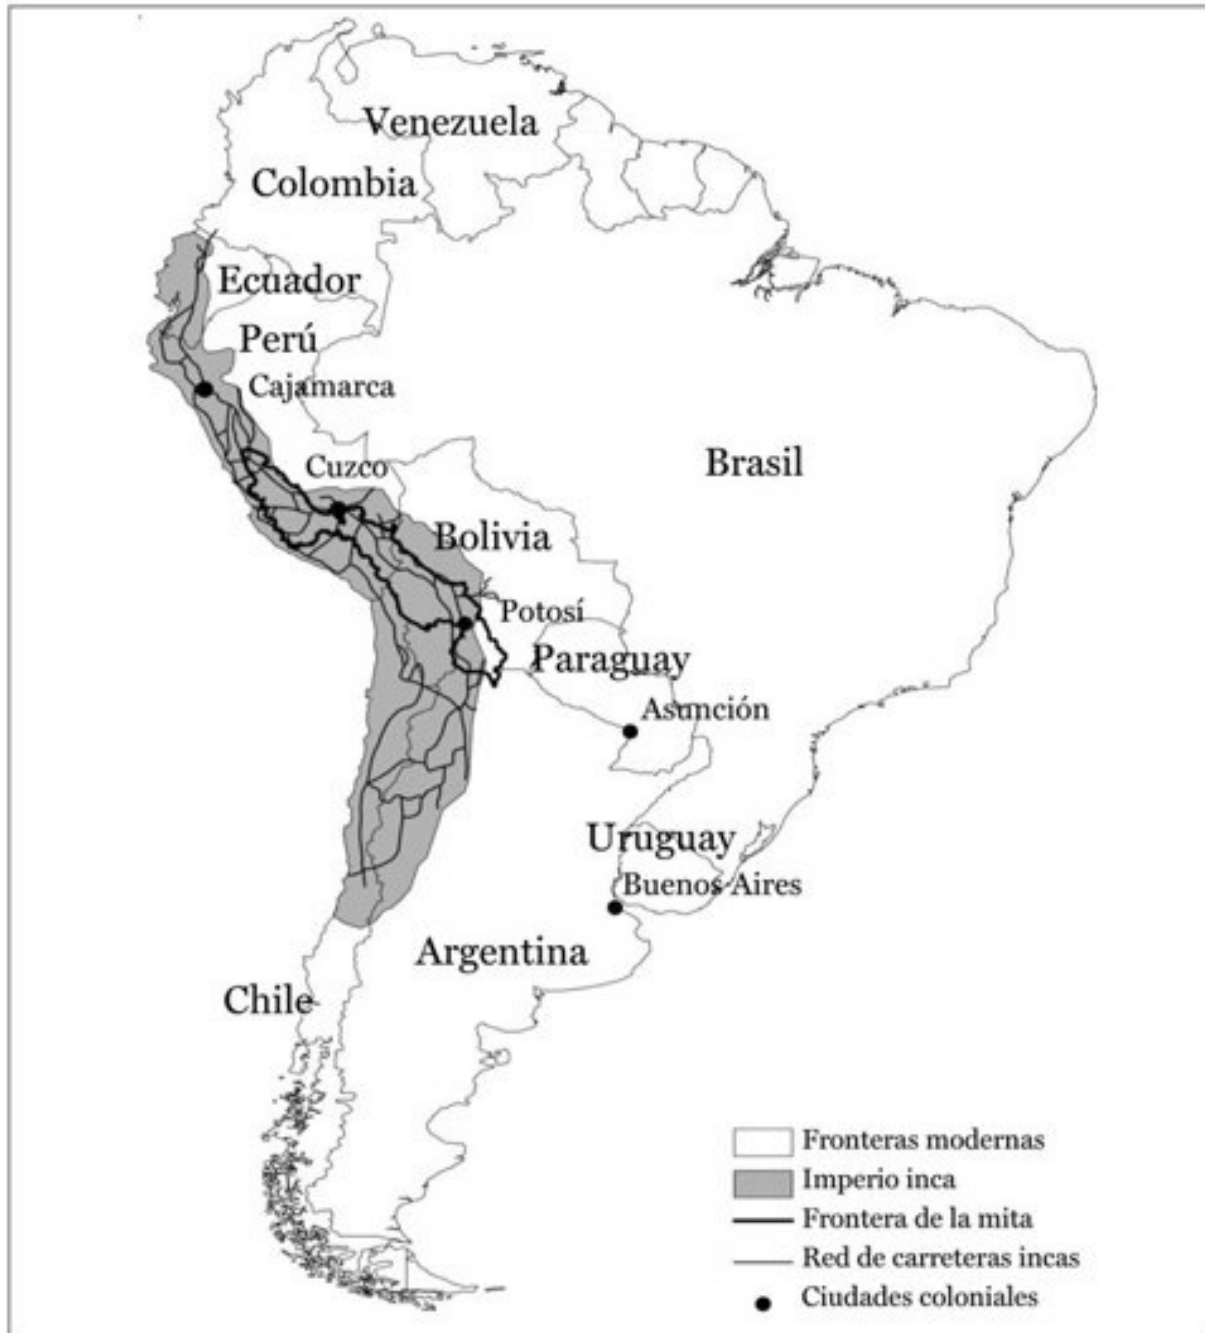 Venezuela
Colombia
Ecuador
Perú
Cajamarca
Brasil
Cuzco
Bolivia
Potosí
Paraguay
Asunción
Uruguay
Buenos Aires
Argentina
Chile
Fronteras modernas
Imperio inca
Frontera de la mita
Red de carreteras incas
Ciudades coloniales